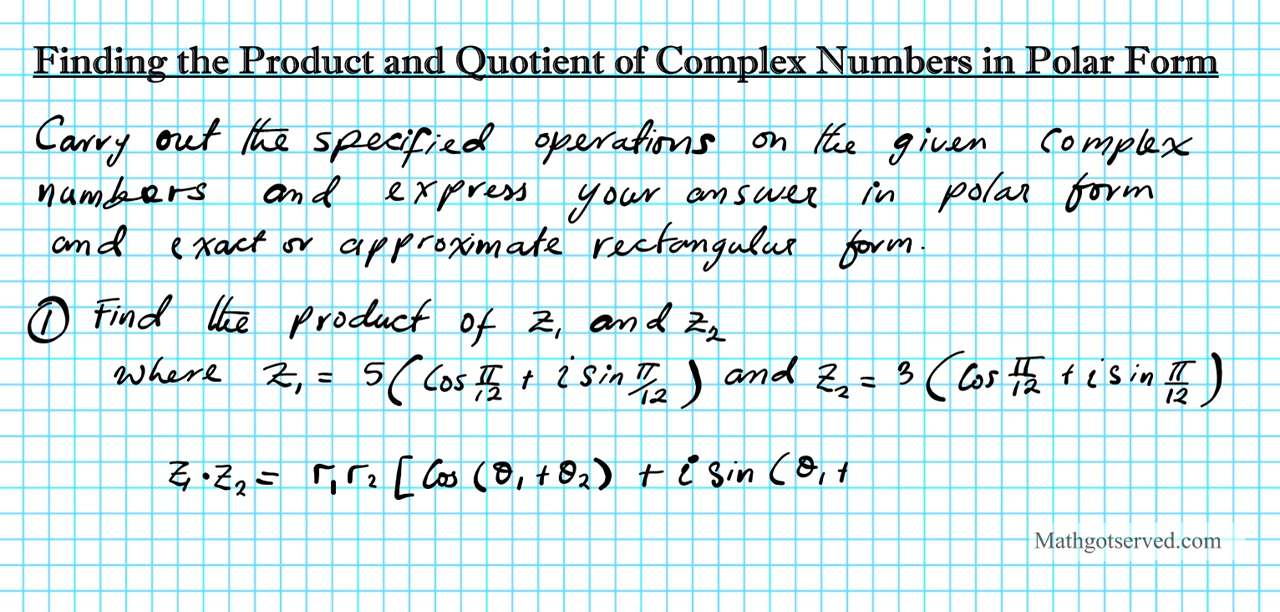 Finding the Product and Quotient of Complex Numbers in Polar Form
Carry out the specified operations on the given complex
numbers and express your answer in polar form
and exact or approximate rectangular form.
① Find the product of z₁ and z₂
where z₁ = 5(Cos π/12 + i sin π/12) and z₂ = 3(Cos π/12 + i sin π/12)
z₁·z₂ = r₁r₂[Cos(θ₁+θ₂) + i sin(θ₁+
Mathgotserved.com